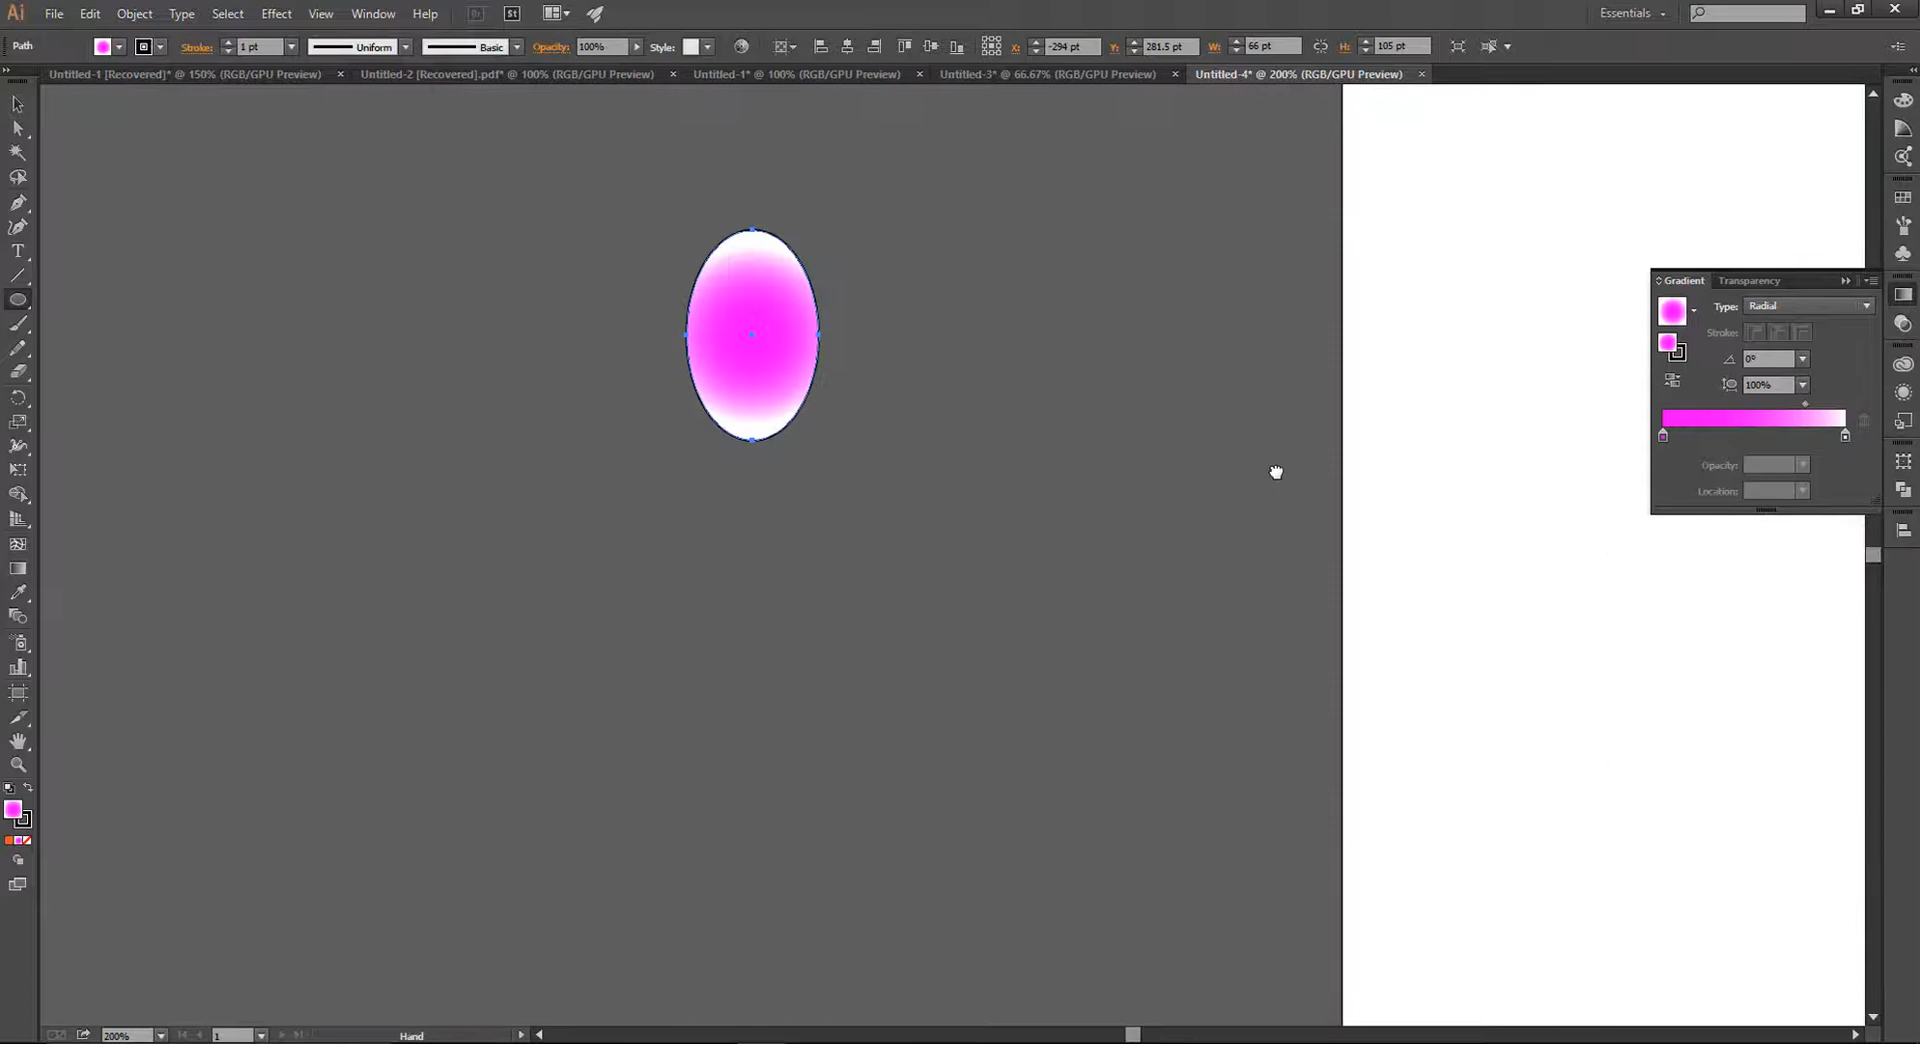 Ai File Edit Object Type Select Effect View Window Help Br St Essentials
Path Stroke: 1 pt Uniform Basic Opacity: 100% Style: X: -294 pt Y: 281.5 pt W: 66 pt H: 105 pt
Untitled-1 [Recovered]* @ 150% (RGB/GPU Preview) × Untitled-2 [Recovered].pdf* @ 100% (RGB/GPU Preview) × Untitled-1* @ 100% (RGB/GPU Preview) × Untitled-3* @ 66.67% (RGB/GPU Preview) × Untitled-4* @ 200% (RGB/GPU Preview) ×
Gradient Transparency
Type: Radial
Stroke:
0°
100%
Opacity:
Location:
200% 1 Hand